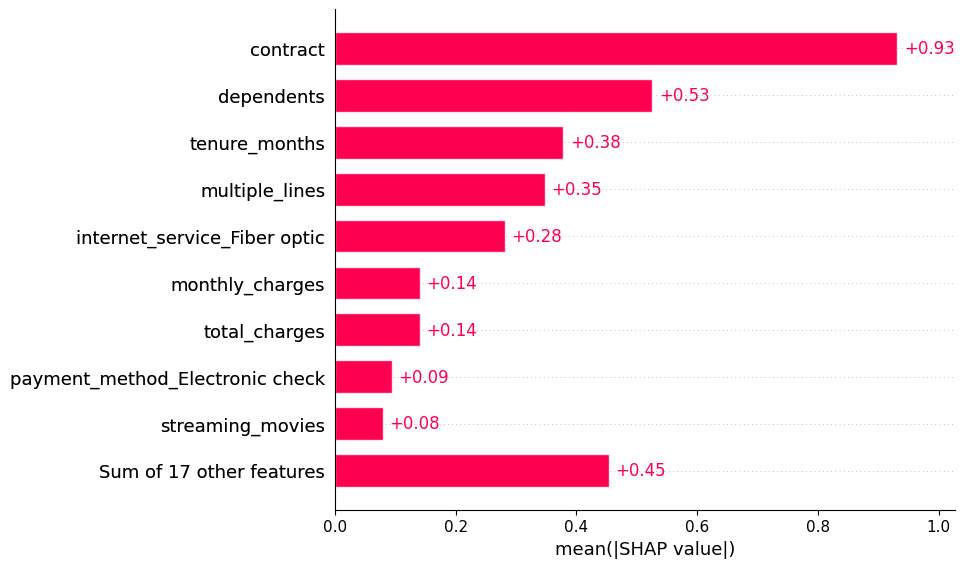 contract +0.93
dependents +0.53
tenure_months +0.38
multiple_lines +0.35
internet_service_Fiber optic +0.28
monthly_charges +0.14
total_charges +0.14
payment_method_Electronic check +0.09
streaming_movies +0.08
Sum of 17 other features +0.45
0.0 0.2 0.4 0.6 0.8 1.0
mean(|SHAP value|)